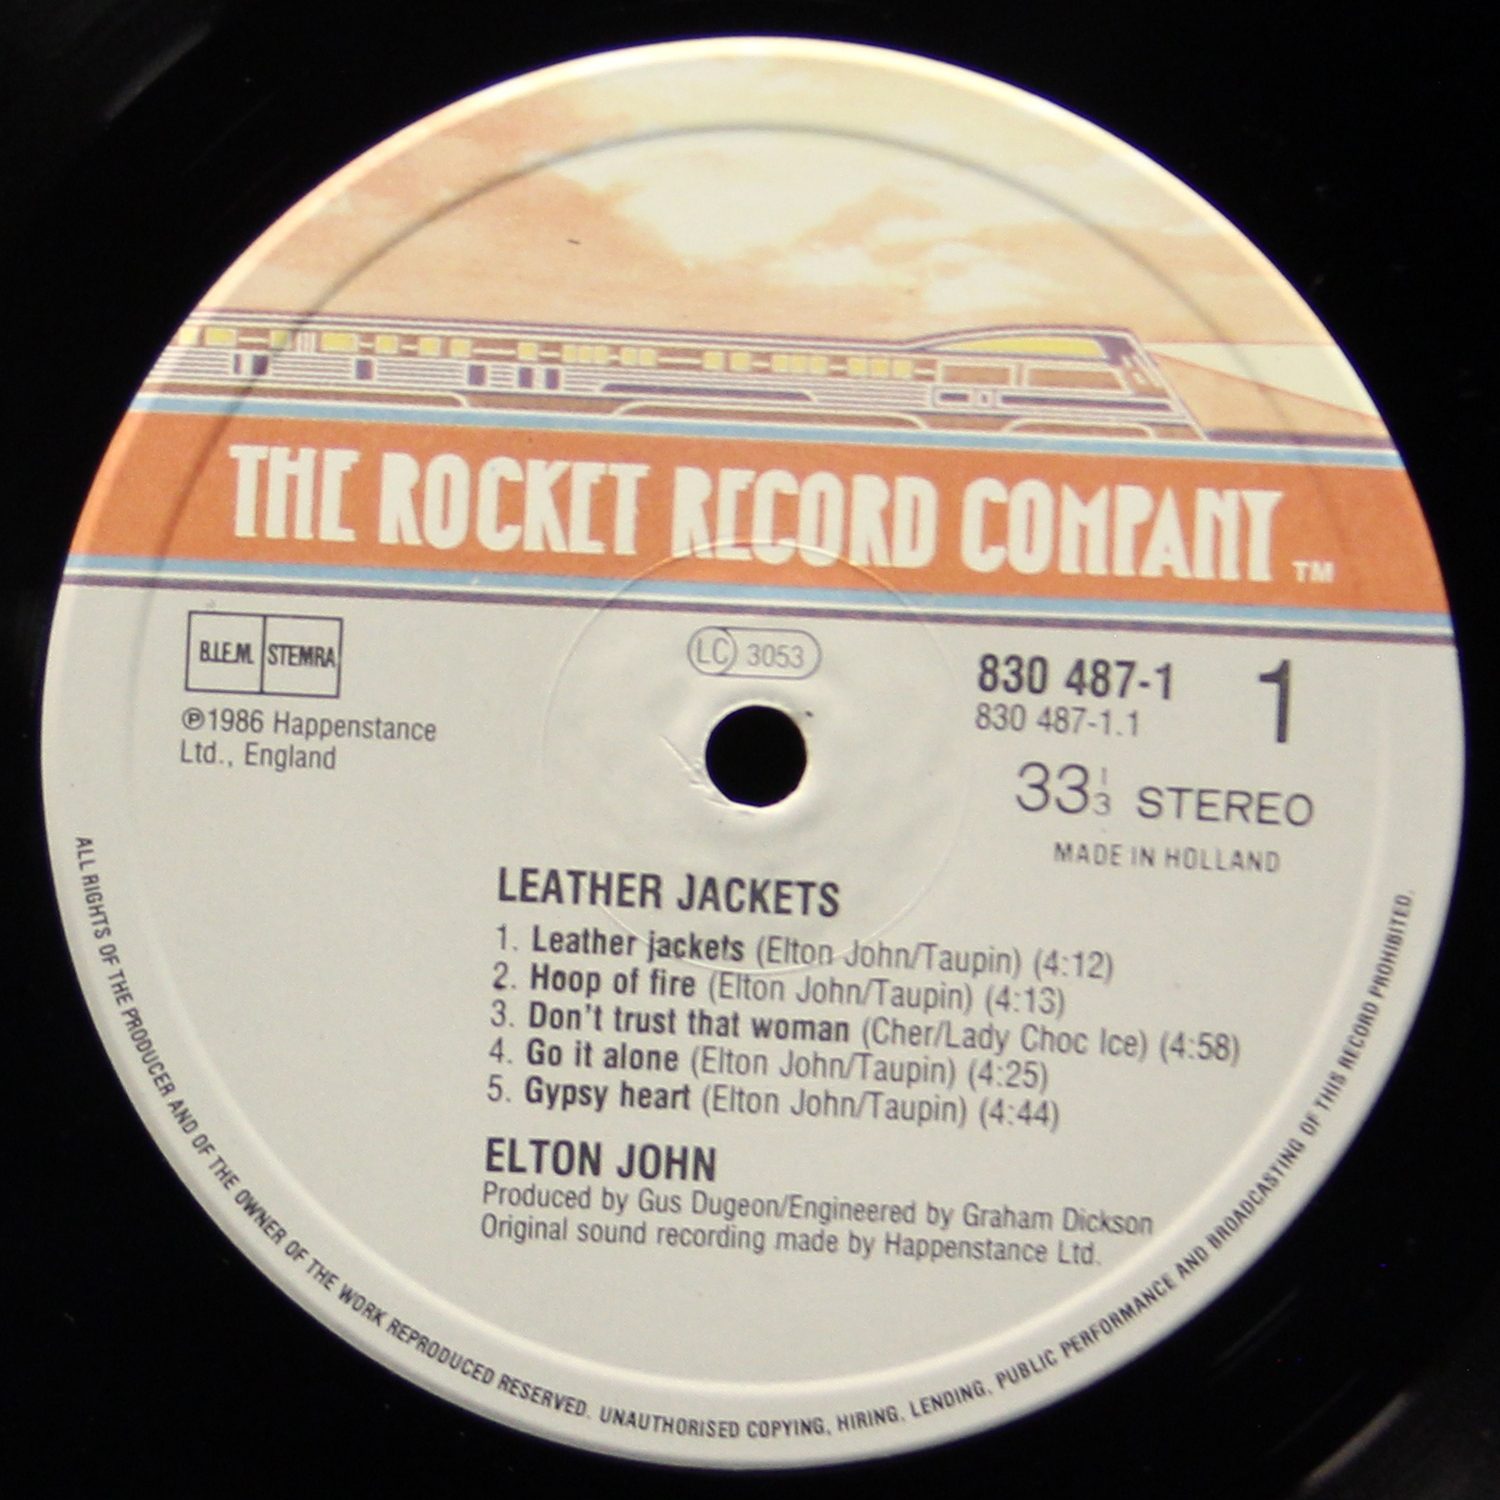 THE ROCKET RECORD COMPANY TM
B.I.E.M. STEMRA
LC 3053
830 487-1 1
830 487-1.1
℗1986 Happenstance
Ltd., England
33 1/3 STEREO
MADE IN HOLLAND
LEATHER JACKETS
1. Leather jackets (Elton John/Taupin) (4:12)
2. Hoop of fire (Elton John/Taupin) (4:13)
3. Don't trust that woman (Cher/Lady Choc Ice) (4:58)
4. Go it alone (Elton John/Taupin) (4:25)
5. Gypsy heart (Elton John/Taupin) (4:44)
ELTON JOHN
Produced by Gus Dugeon/Engineered by Graham Dickson
Original sound recording made by Happenstance Ltd.
ALL RIGHTS OF THE PRODUCER AND OF THE OWNER OF THE WORK REPRODUCED RESERVED. UNAUTHORISED COPYING, HIRING, LENDING, PUBLIC PERFORMANCE AND BROADCASTING OF THIS RECORD PROHIBITED.